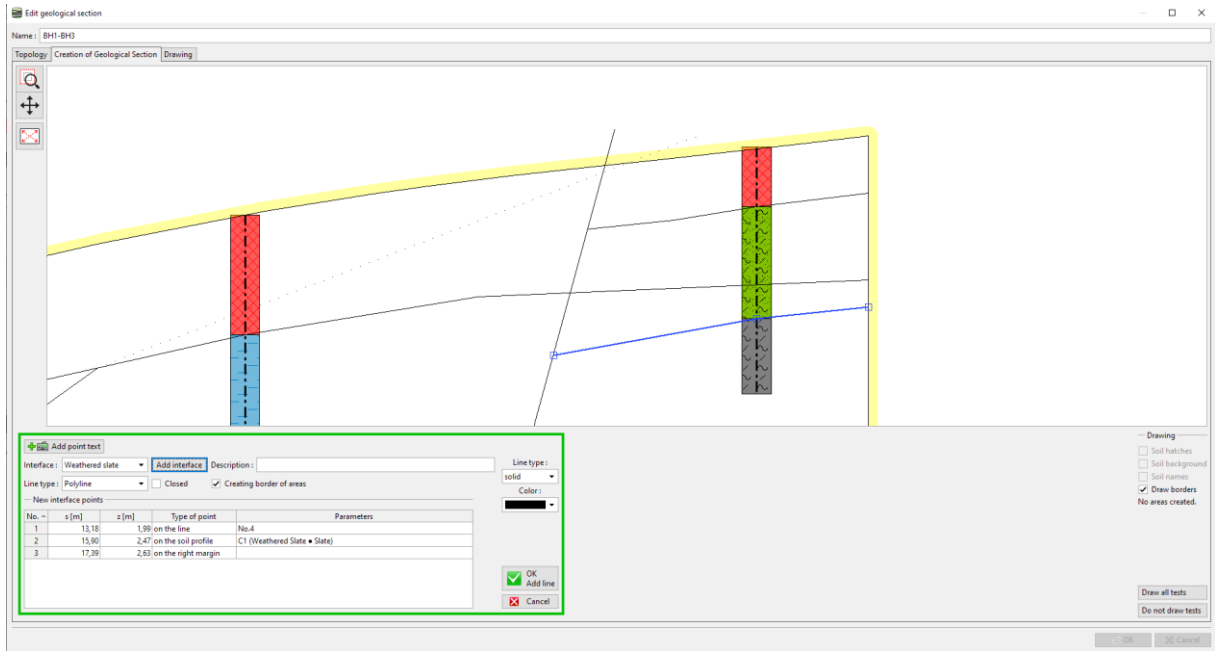 Edit geological section
Name : BH1-BH3
Topology Creation of Geological Section Drawing
Add point text
Interface : Weathered slate Add interface Description :
Line type : Polyline Closed Creating border of areas
New interface points
No. s [m] z [m] Type of point Parameters
1 13,18 1,99 on the line No.4
2 15,90 2,47 on the soil profile C1 (Weathered Slate ● Slate)
3 17,39 2,63 on the right margin
Line type :
solid
Color :
OK
Add line
Cancel
Drawing
Soil hatches
Soil background
Soil names
Draw borders
No areas created.
Draw all tests
Do not draw tests
OK Cancel